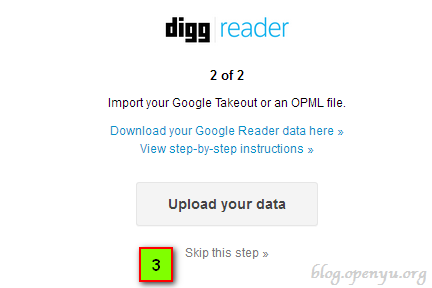 digg reader
2 of 2
Import your Google Takeout or an OPML file.
Download your Google Reader data here »
View step-by-step instructions »
Upload your data
Skip this step »
3
blog.openyu.org